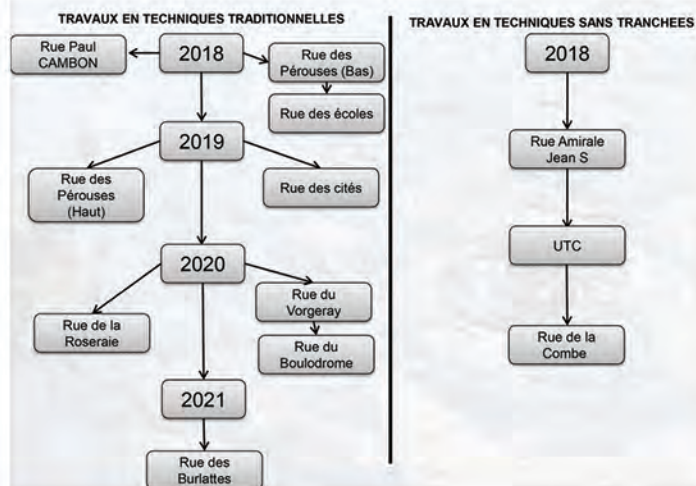 TRAVAUX EN TECHNIQUES TRADITIONNELLES
Rue Paul
CAMBON
2018
Rue des
Pérouses (Bas)
Rue des écoles
2019
Rue des
Pérouses
(Haut)
Rue des cités
2020
Rue de la
Roseraie
Rue du
Vorgeray
Rue du
Boulodrome
2021
Rue des
Burlattes
TRAVAUX EN TECHNIQUES SANS TRANCHEES
2018
Rue Amirale
Jean S
UTC
Rue de la
Combe